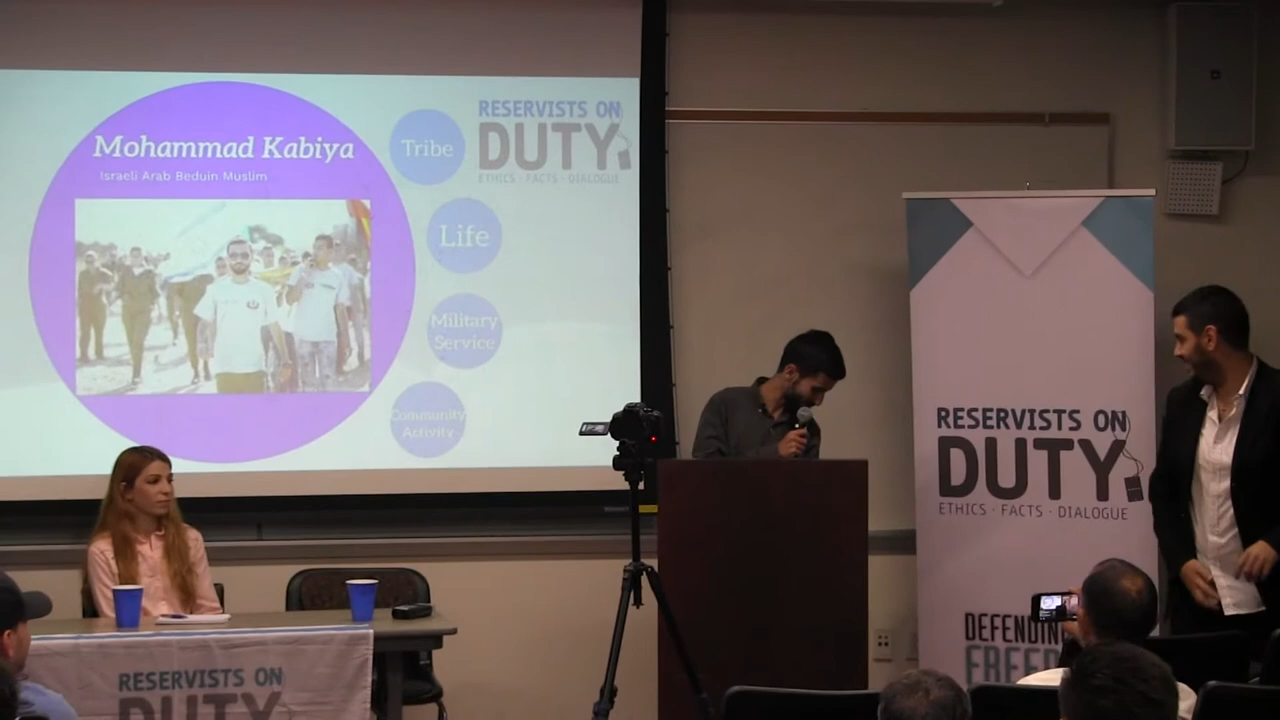 Mohammad Kabiya
Israeli Arab Beduin Muslim
Tribe
Life
Military
Service
Community
Activity
RESERVISTS ON
DUTY
ETHICS · FACTS · DIALOGUE
RESERVISTS ON
DUTY
ETHICS · FACTS · DIALOGUE
DEFENDIN
FREE
RESERVISTS ON
DUTY